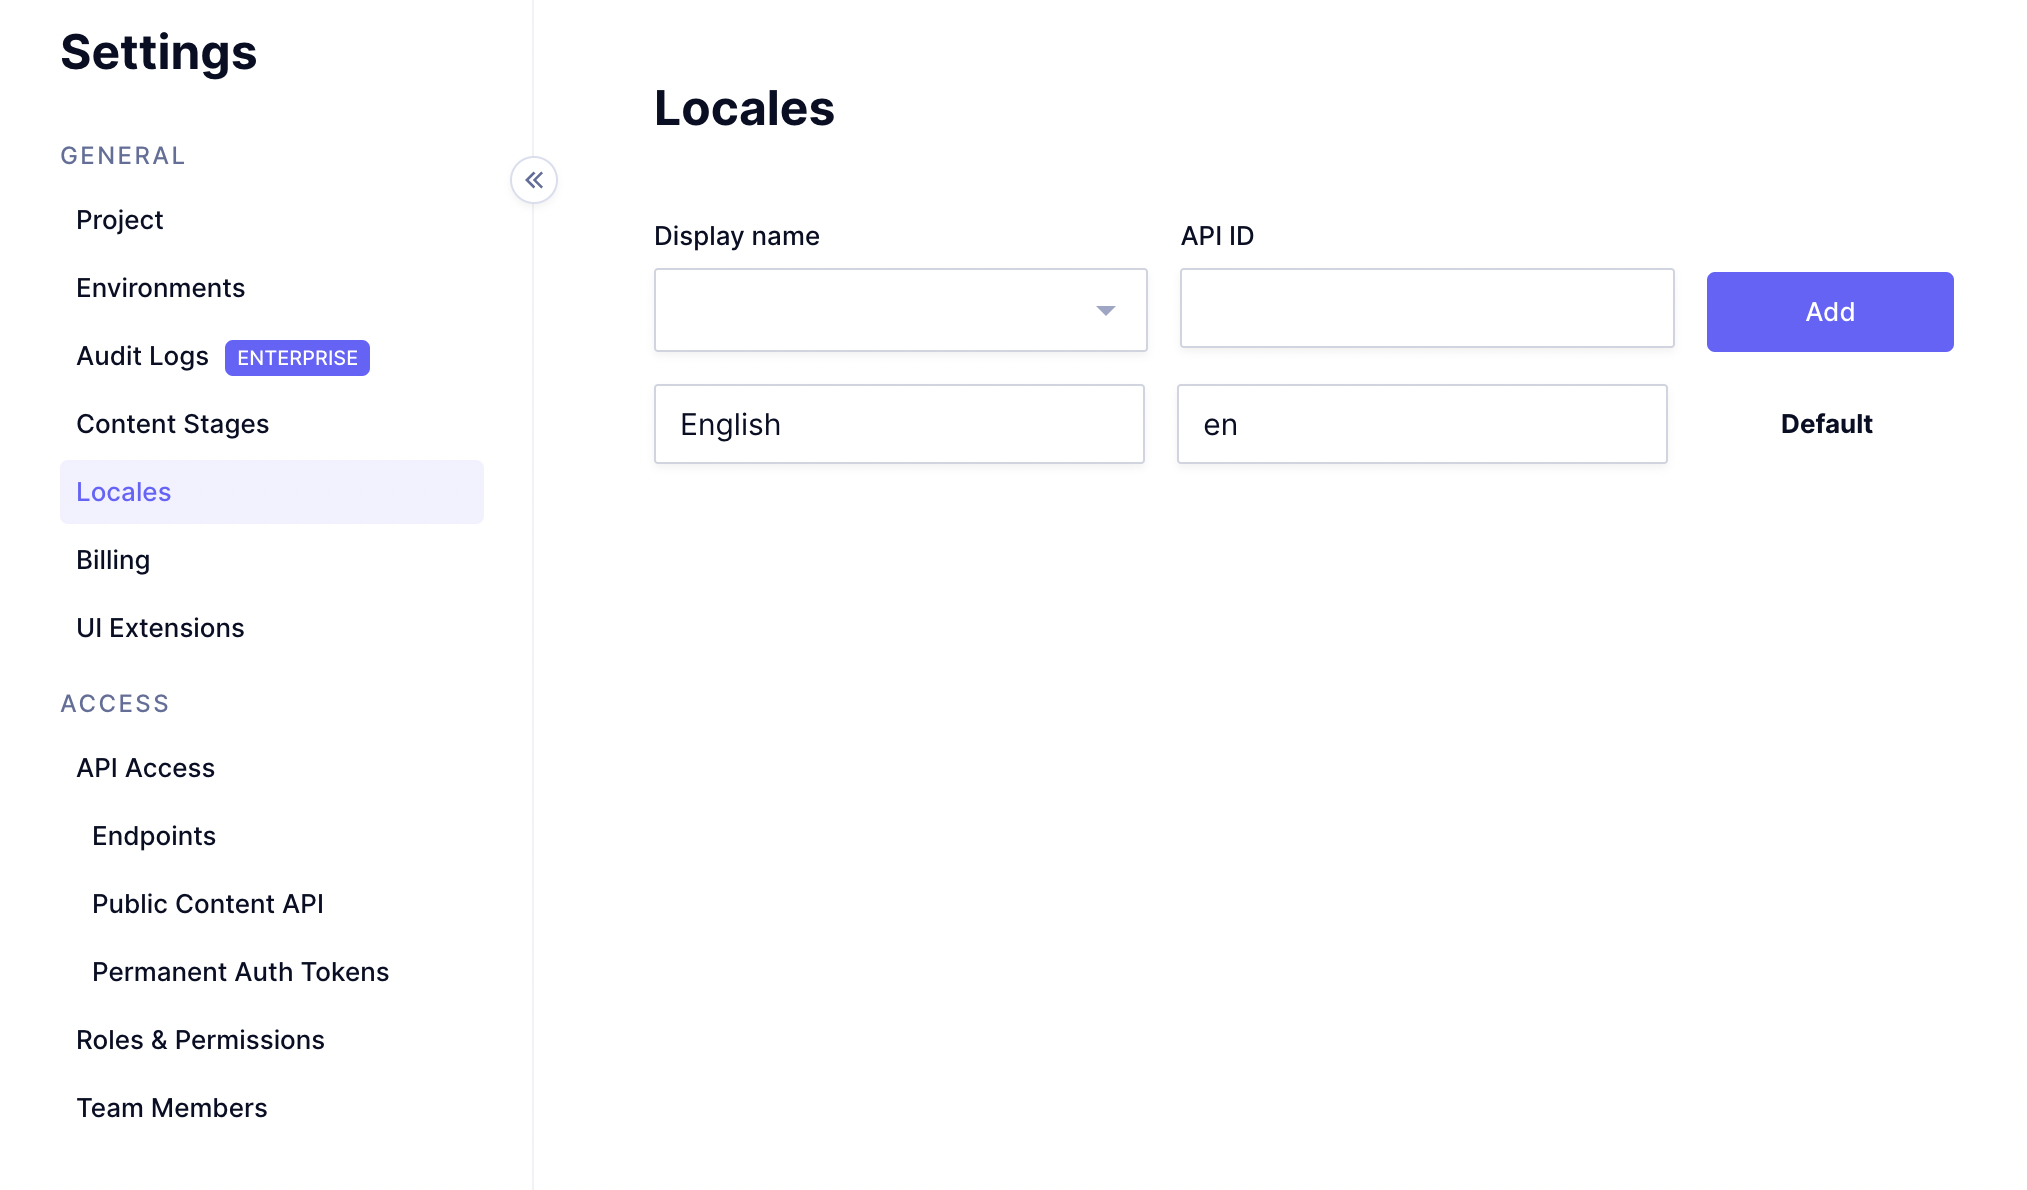 Settings
GENERAL
Project
Environments
Audit Logs ENTERPRISE
Content Stages
Locales
Billing
UI Extensions
ACCESS
API Access
Endpoints
Public Content API
Permanent Auth Tokens
Roles & Permissions
Team Members
Locales
Display name API ID
Add
English en Default